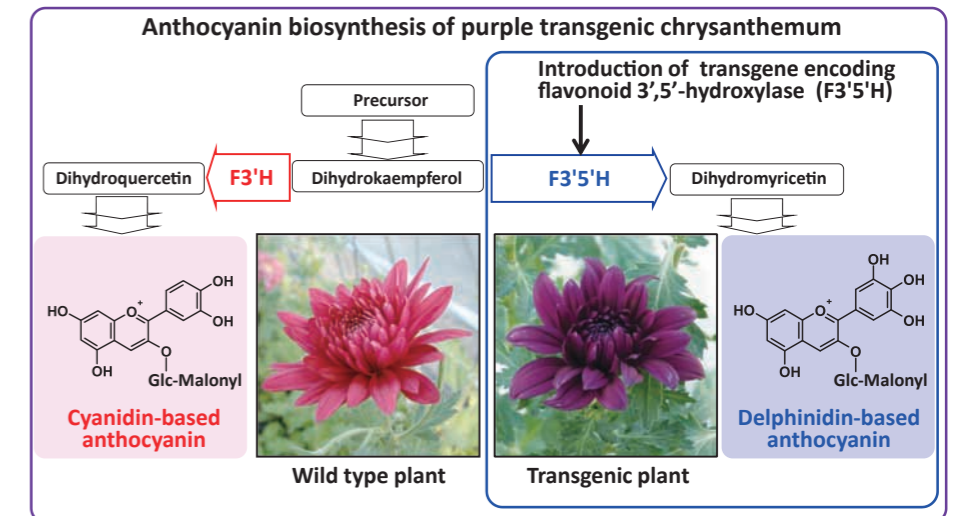 Anthocyanin biosynthesis of purple transgenic chrysanthemum
Introduction of transgene encoding
flavonoid 3’,5’-hydroxylase (F3'5'H)
Precursor
Dihydroquercetin
F3'H
Dihydrokaempferol
F3'5'H
Dihydromyricetin
OH
OH
HO
O
+
O
OH
Glc-Malonyl
Cyanidin-based
anthocyanin
Wild type plant
Transgenic plant
OH
OH
OH
HO
O
+
O
OH
Glc-Malonyl
Delphinidin-based
anthocyanin